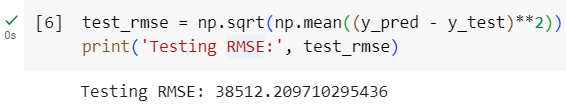 [6] test_rmse = np.sqrt(np.mean((y_pred - y_test)**2))
0s
print('Testing RMSE:', test_rmse)
Testing RMSE: 38512.209710295436